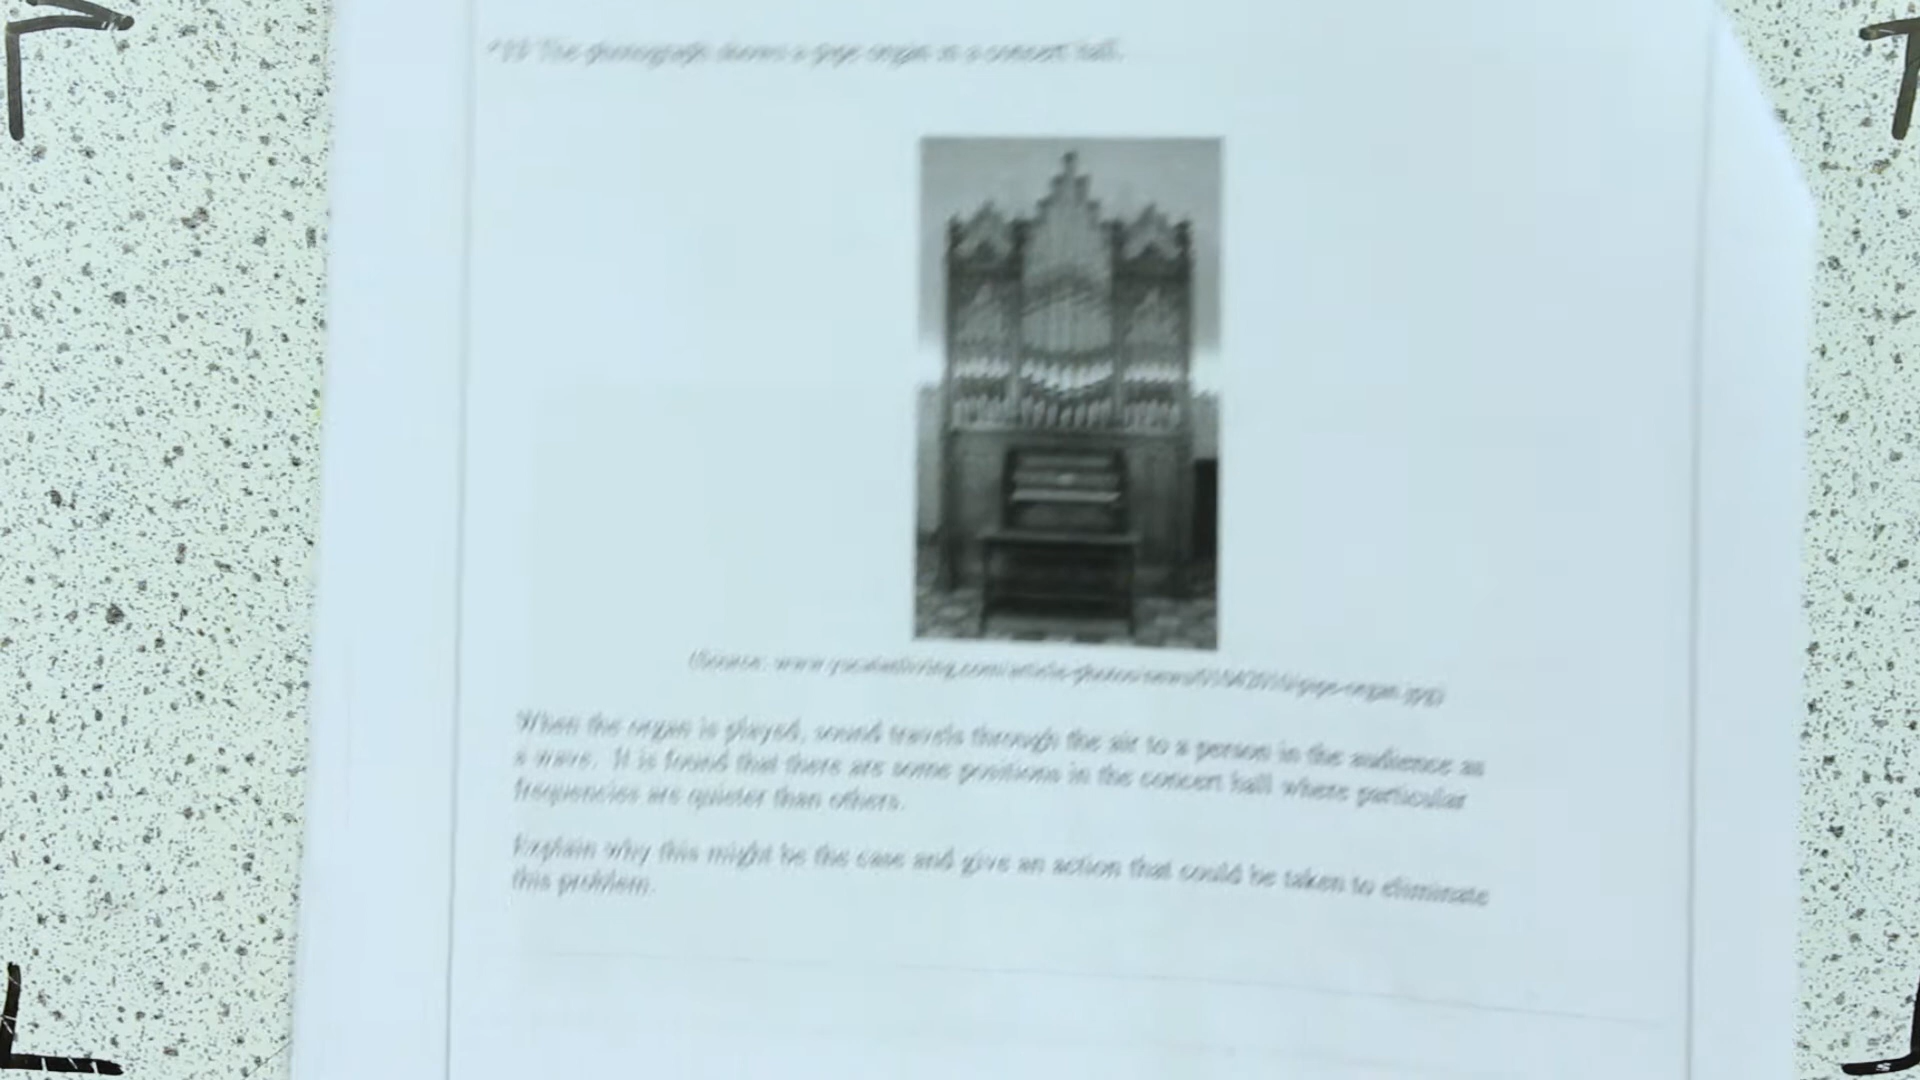 The photograph shows a pipe organ in a concert hall.
When the organ is played, sound travels through the air to a person in the audience as
a wave. It is found that there are some positions in the concert hall where particular
frequencies are quieter than others.
Explain why this might be the case and give an action that could be taken to eliminate
this problem.